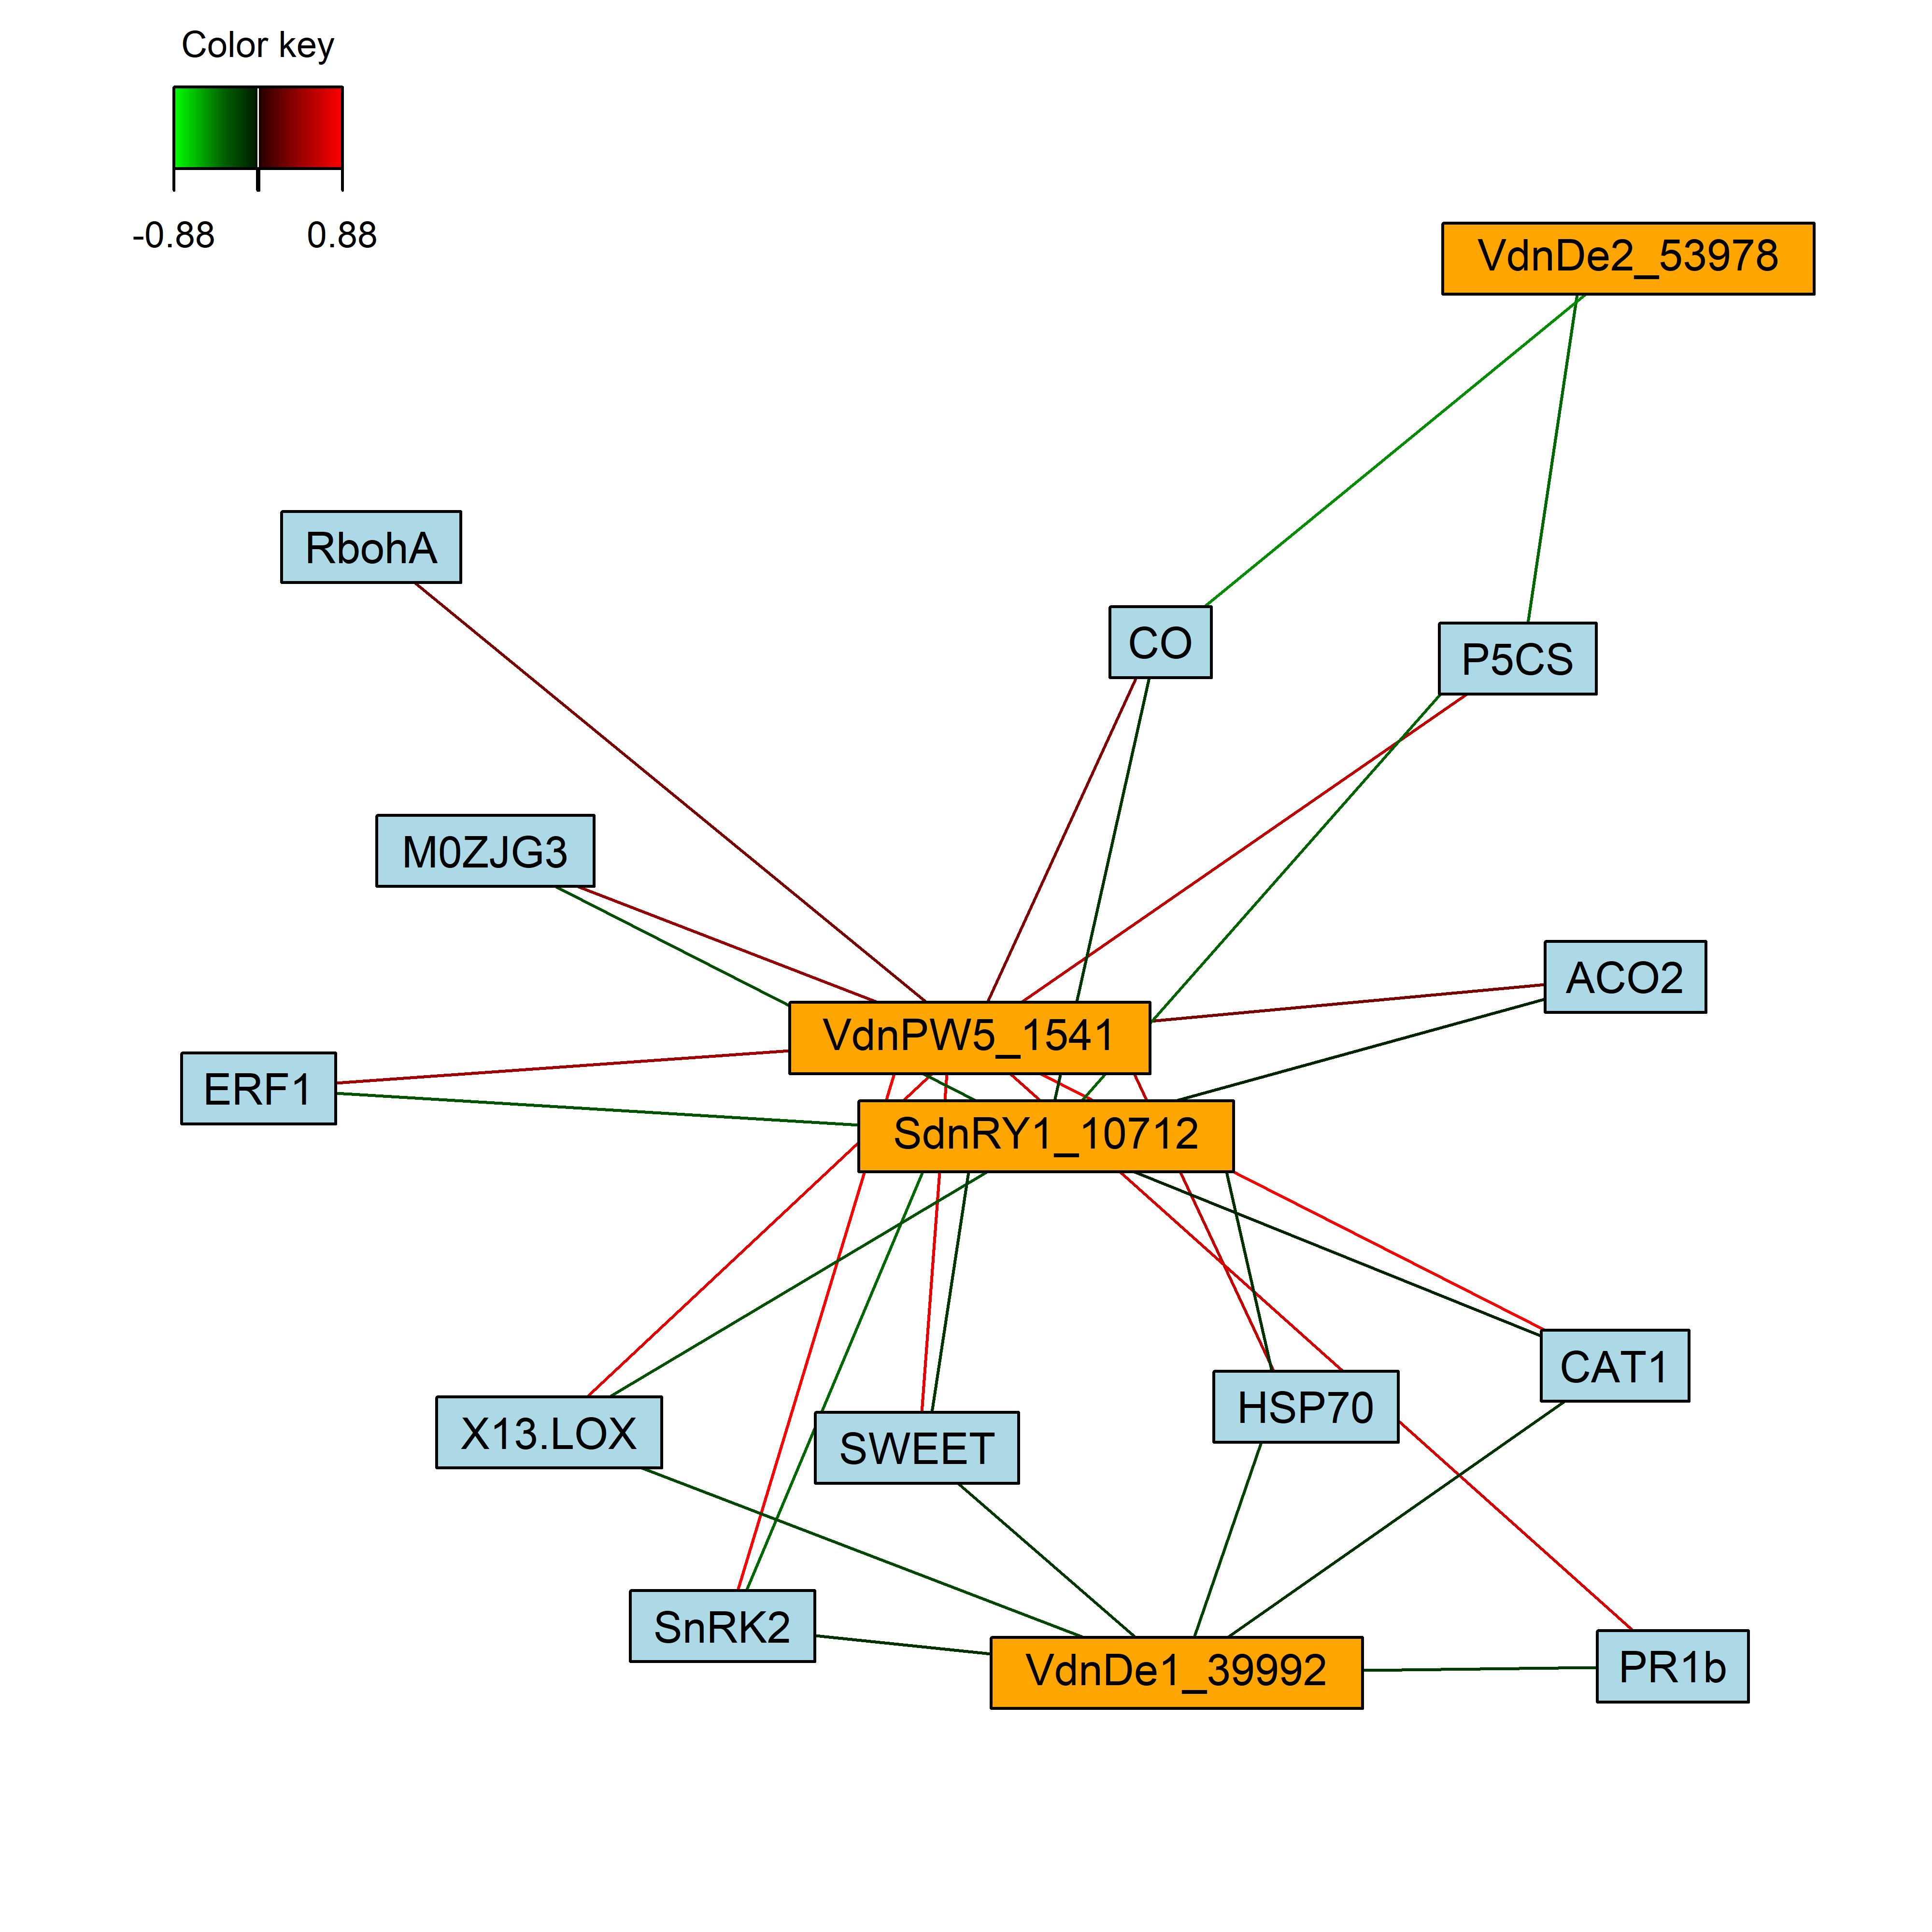 Color key
-0.88 0.88
VdnDe2_53978
RbohA
CO
P5CS
M0ZJG3
ACO2
VdnPW5_1541
ERF1
SdnRY1_10712
CAT1
HSP70
X13.LOX
SWEET
SnRK2
VdnDe1_39992
PR1b